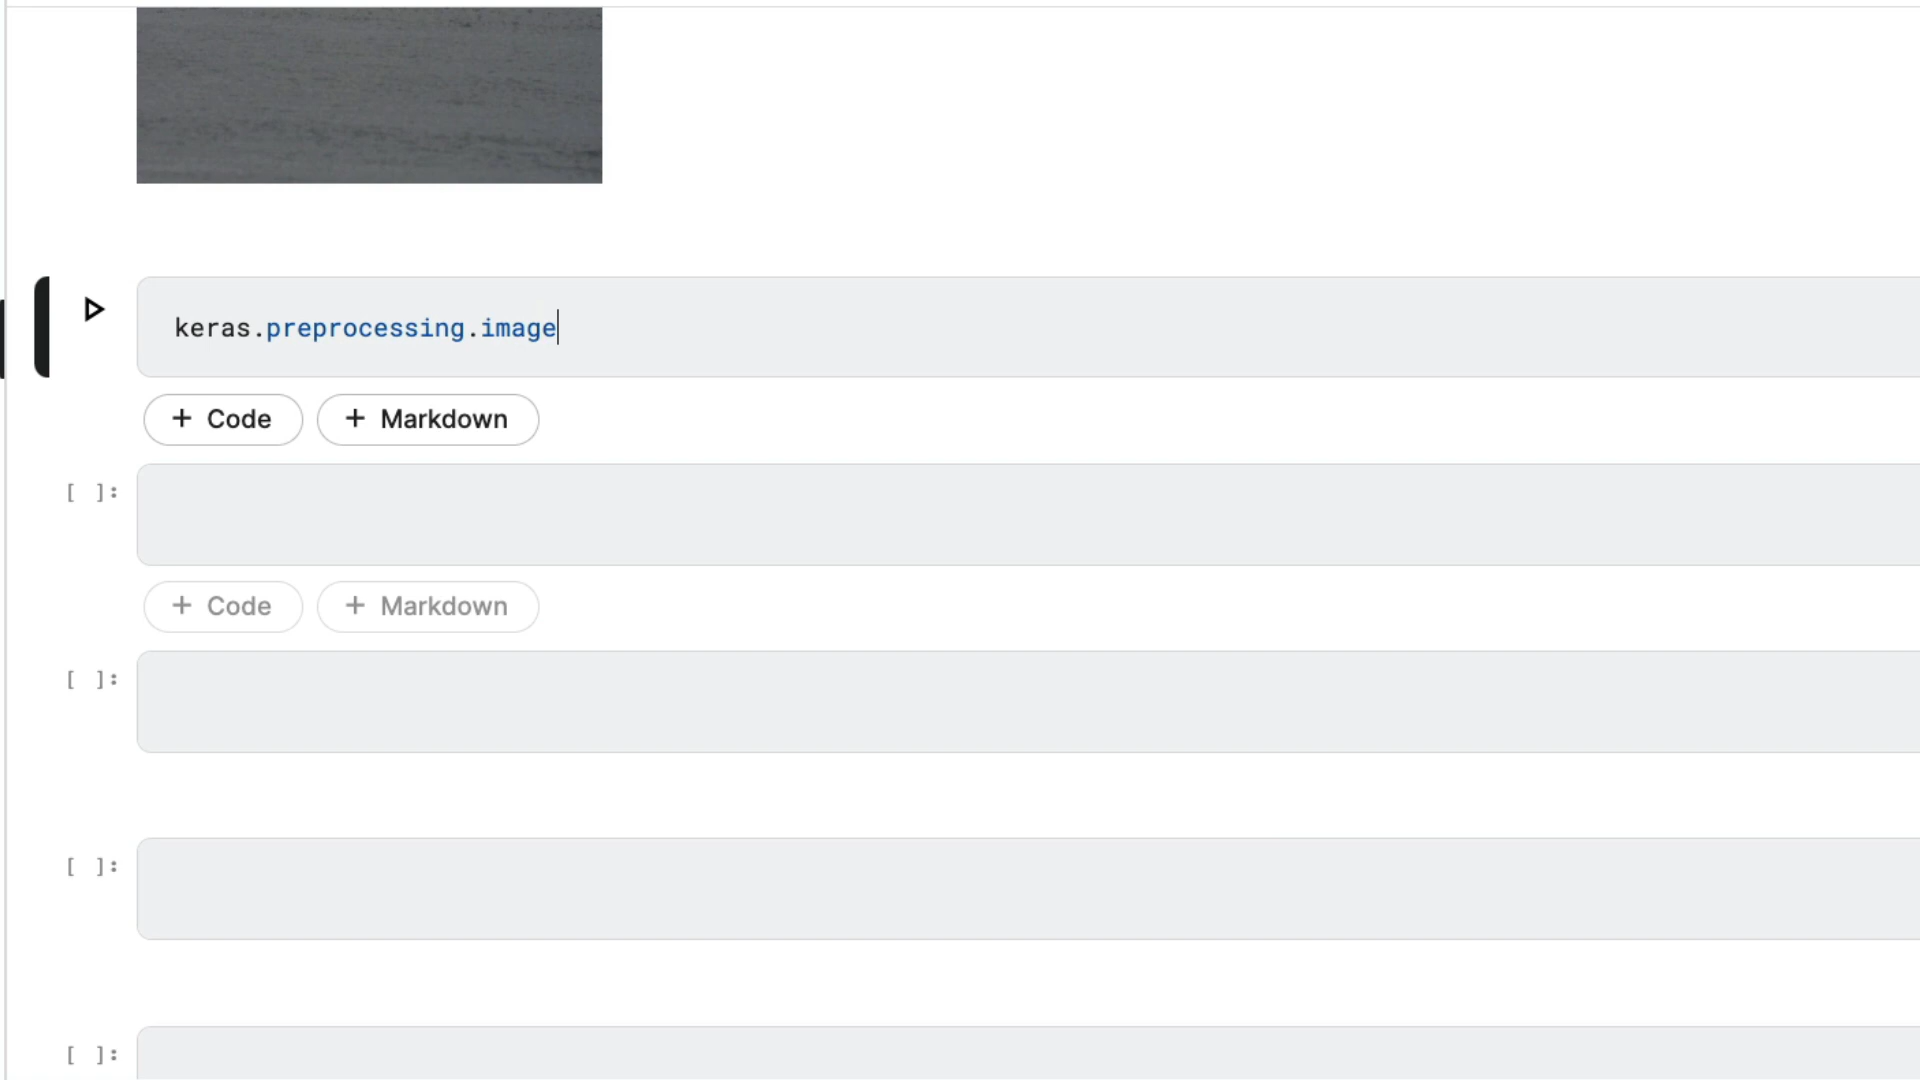 keras.preprocessing.image
+ Code + Markdown
[ ]:
+ Code + Markdown
[ ]:
[ ]:
[ ]: